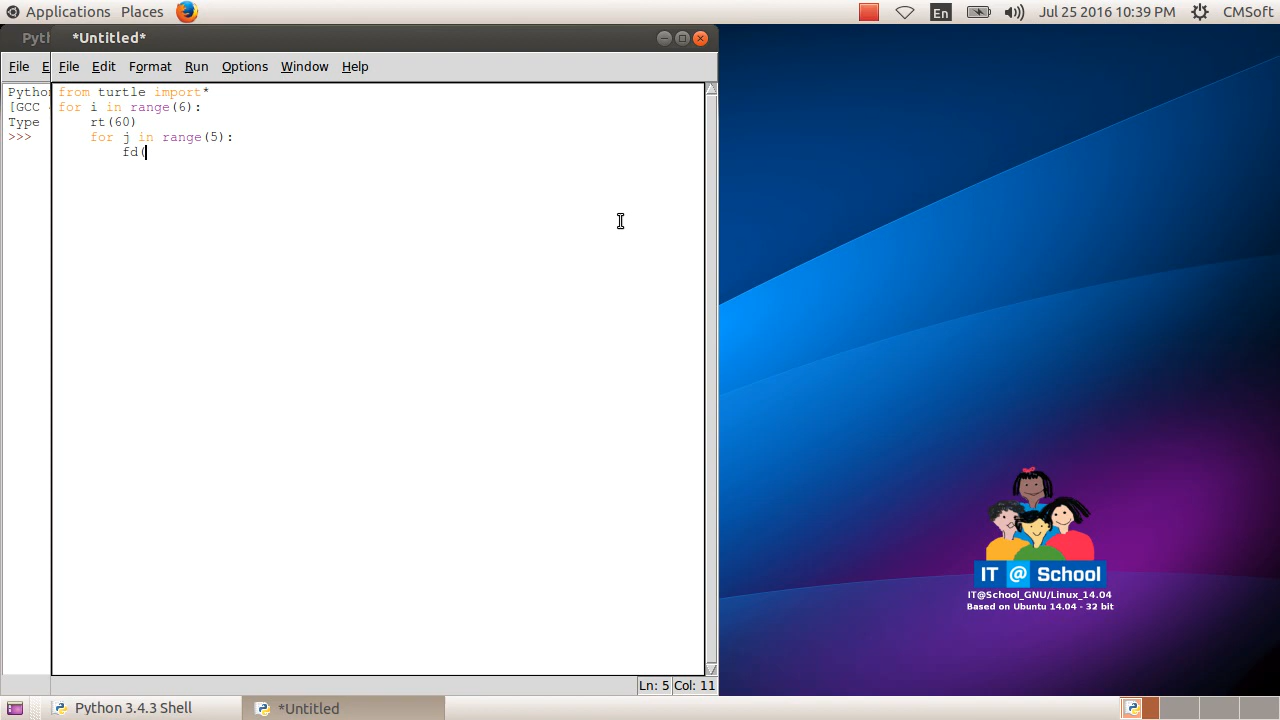 Applications Places En Jul 25 2016 10:39 PM CMSoft
Pyth *Untitled*
File E File Edit Format Run Options Window Help
Python
[GCC
Type
>>>
from turtle import*
for i in range(6):
    rt(60)
    for j in range(5):
        fd(
IT @ School
IT@School_GNU/Linux_14.04
Based on Ubuntu 14.04 - 32 bit
Ln: 5 Col: 11
Python 3.4.3 Shell *Untitled